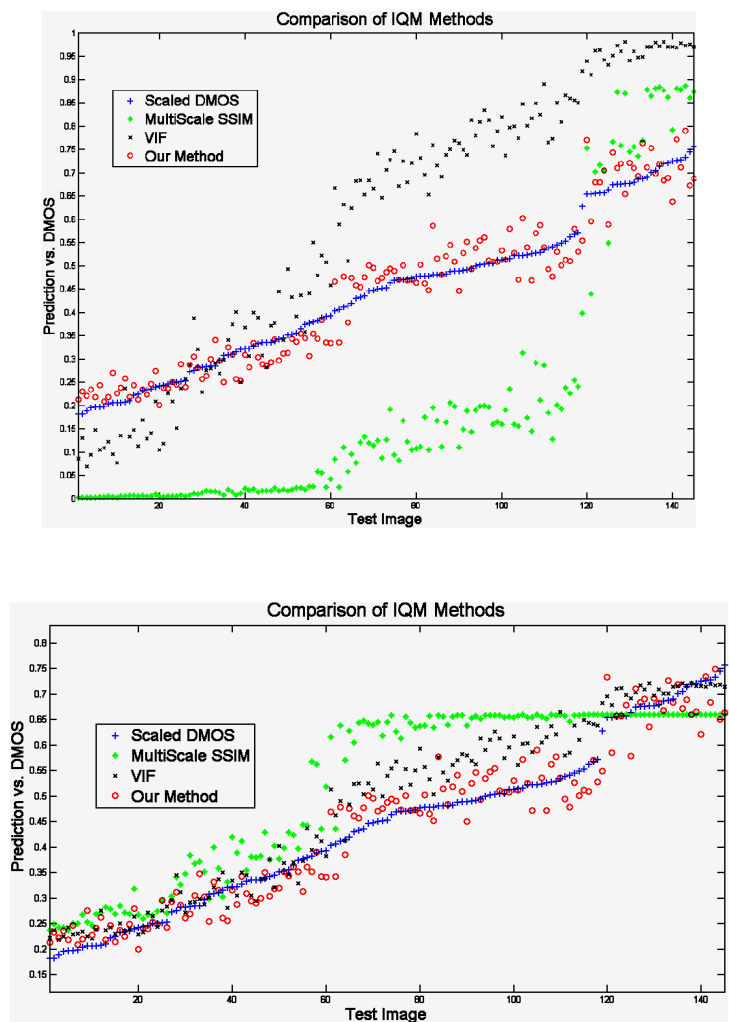 Comparison of IQM Methods
1
0.95
0.9
0.85
0.8
0.75
0.7
0.65
0.6
0.55
0.5
0.45
0.4
0.35
0.3
0.25
0.2
0.15
0.1
0.05
0
Prediction vs. DMOS
Scaled DMOS
MultiScale SSIM
VIF
Our Method
20 40 60 80 100 120 140
Test Image
Comparison of IQM Methods
0.8
0.75
0.7
0.65
0.6
0.55
0.5
0.45
0.4
0.35
0.3
0.25
0.2
0.15
Prediction vs. DMOS
Scaled DMOS
MultiScale SSIM
VIF
Our Method
20 40 60 80 100 120 140
Test Image